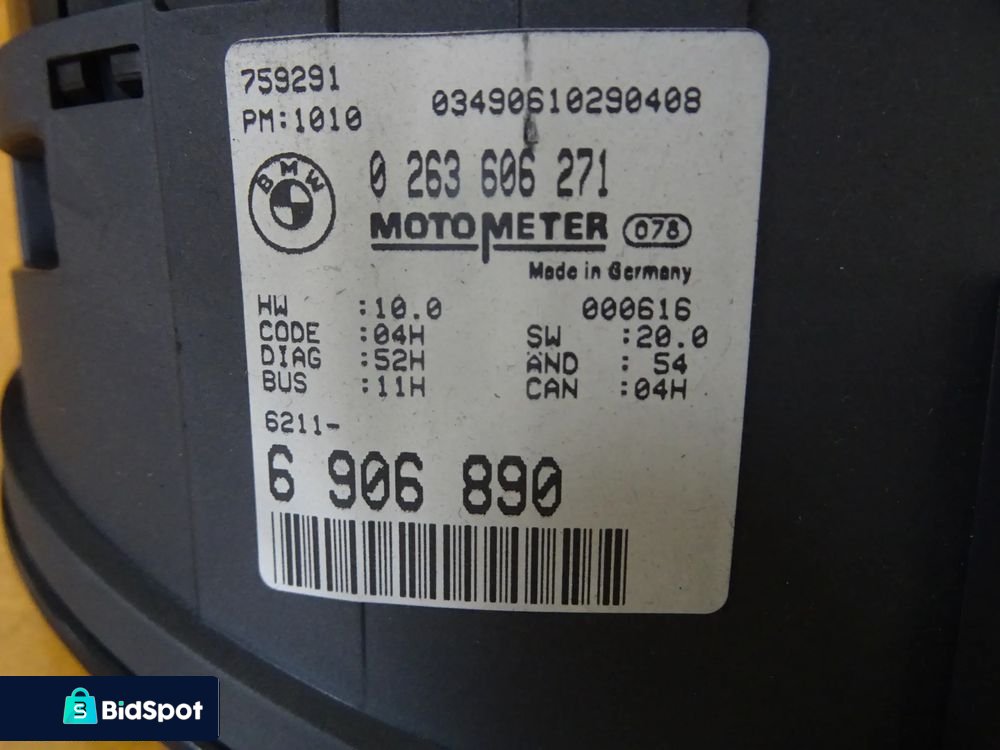 759291
PM:1010
03490610290408
BMW
0 263 606 271
MOTOMETER 078
Made in Germany
HW :10.0 000616
CODE :04H SW :20.0
DIAG :52H ÄND : 54
BUS :11H CAN :04H
6211-
6 906 890
S BidSpot